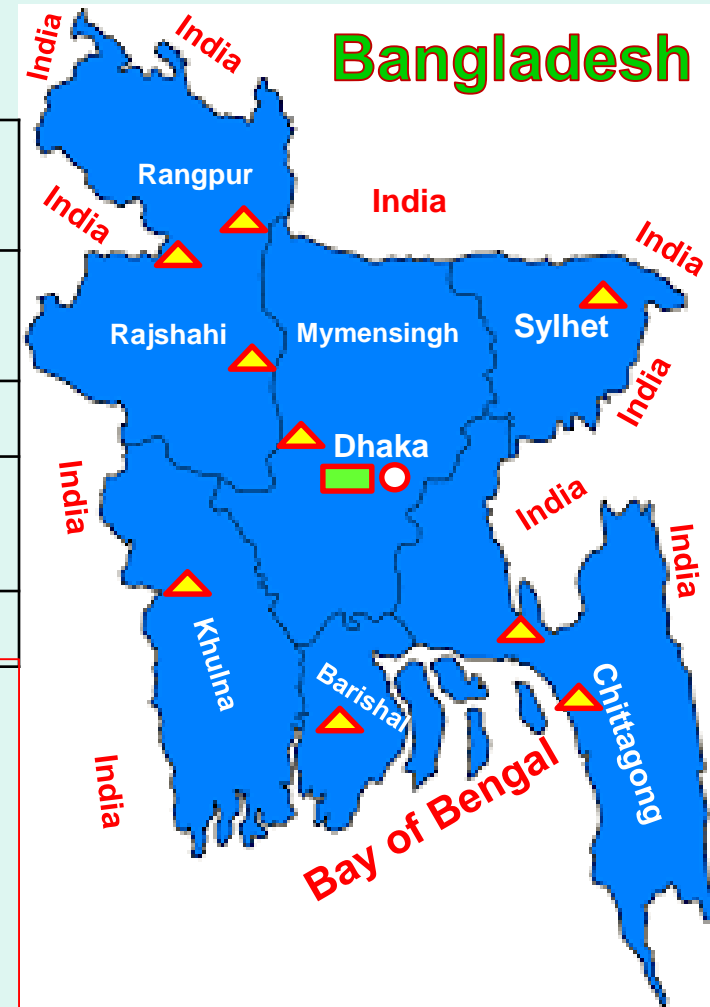 India
India
Bangladesh
Rangpur
India
India
India
Rajshahi
Mymensingh
Sylhet
India
Dhaka
India
India
India
Khulna
Barishal
Chittagong
India
Bay of Bengal